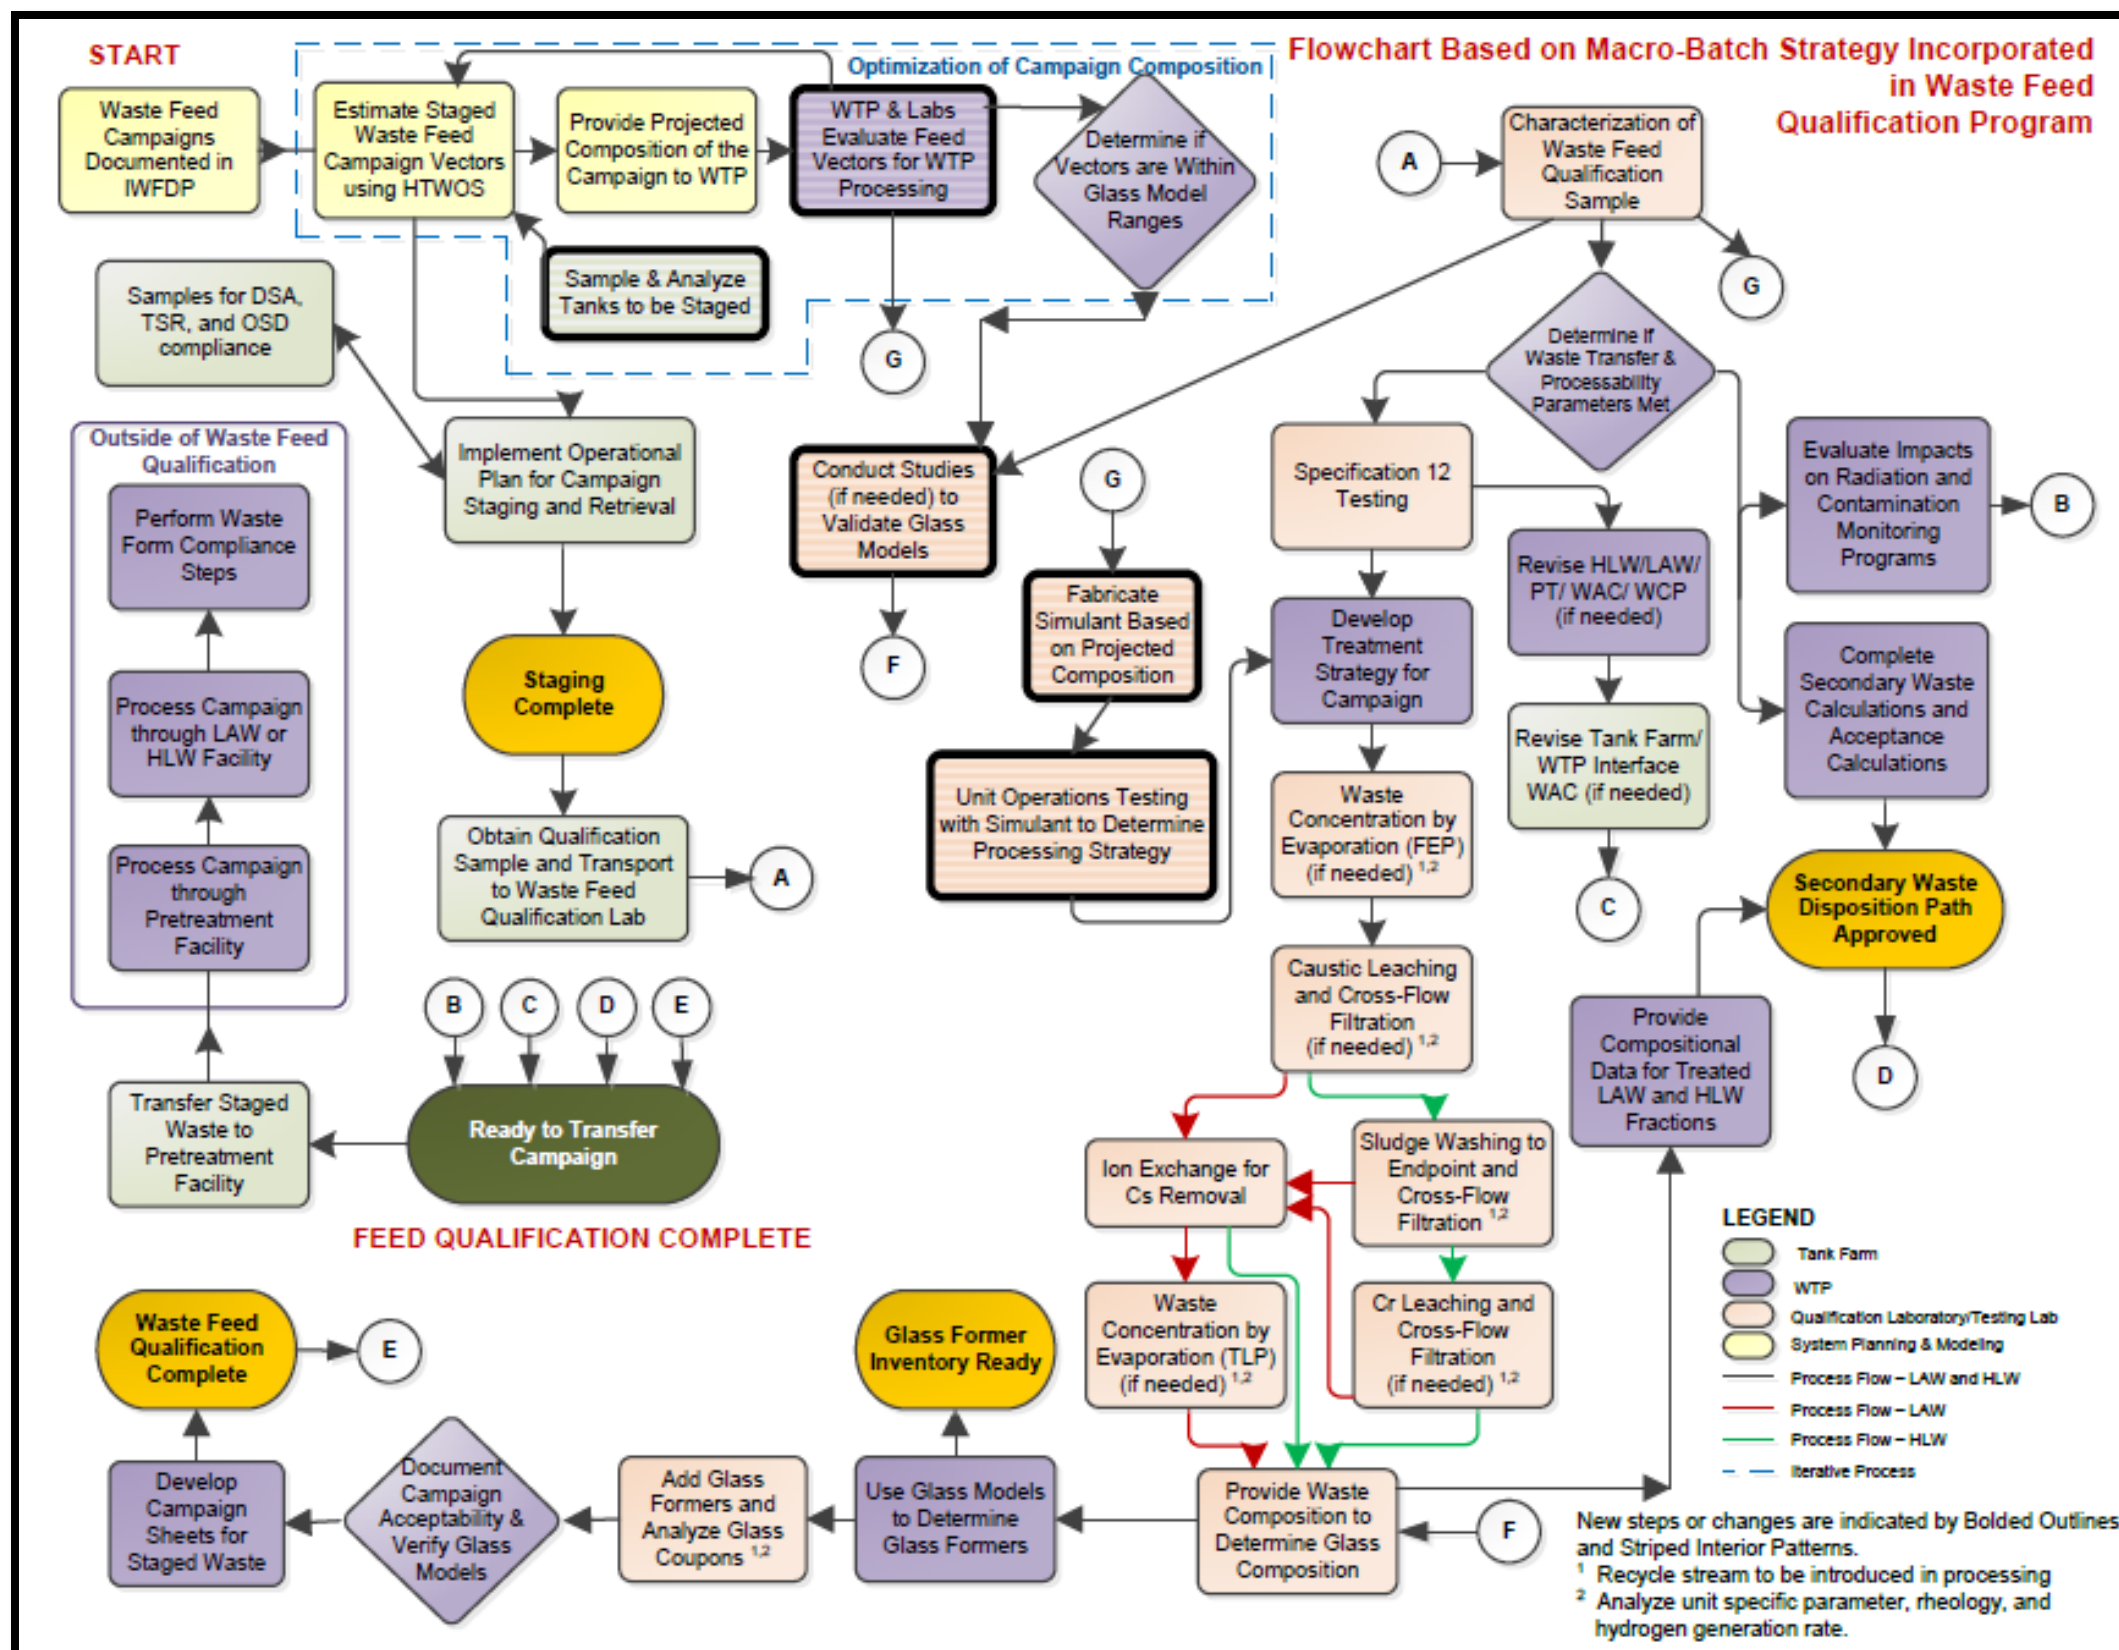 START
Flowchart Based on Macro-Batch Strategy Incorporated
in Waste Feed
Qualification Program
Optimization of Campaign Composition
Waste Feed
Campaigns
Documented in
IWFDP
Estimate Staged
Waste Feed
Campaign Vectors
using HTWOS
Provide Projected
Composition of the
Campaign to WTP
WTP & Labs
Evaluate Feed
Vectors for WTP
Processing
Determine if
Vectors are Within
Glass Model
Ranges
Sample & Analyze
Tanks to be Staged
G
A
Characterization of
Waste Feed
Qualification
Sample
G
Samples for DSA,
TSR, and OSD
compliance
Determine if
Waste Transfer &
Processability
Parameters Met
Implement Operational
Plan for Campaign
Staging and Retrieval
Outside of Waste Feed
Qualification
Perform Waste
Form Compliance
Steps
Process Campaign
through LAW or
HLW Facility
Process Campaign
through
Pretreatment
Facility
Conduct Studies
(if needed) to
Validate Glass
Models
F
G
Fabricate
Simulant Based
on Projected
Composition
Unit Operations Testing
with Simulant to Determine
Processing Strategy
Specification 12
Testing
Evaluate Impacts
on Radiation and
Contamination
Monitoring
Programs
B
Revise HLW/LAW/
PT/ WAC/ WCP
(if needed)
Develop
Treatment
Strategy for
Campaign
Complete
Secondary Waste
Calculations and
Acceptance
Calculations
Revise Tank Farm/
WTP Interface
WAC (if needed)
C
Staging
Complete
Obtain Qualification
Sample and Transport
to Waste Feed
Qualification Lab
A
Waste
Concentration by
Evaporation (FEP)
(if needed) 1,2
Secondary Waste
Disposition Path
Approved
D
Caustic Leaching
and Cross-Flow
Filtration
(if needed) 1,2
Provide
Compositional
Data for Treated
LAW and HLW
Fractions
B
C
D
E
Ready to Transfer
Campaign
Transfer Staged
Waste to
Pretreatment
Facility
FEED QUALIFICATION COMPLETE
Ion Exchange for
Cs Removal
Sludge Washing to
Endpoint and
Cross-Flow
Filtration 1,2
Waste
Concentration by
Evaporation (TLP)
(if needed) 1,2
Cr Leaching and
Cross-Flow
Filtration
(if needed) 1,2
LEGEND
Tank Farm
WTP
Qualification Laboratory/Testing Lab
System Planning & Modeling
Process Flow – LAW and HLW
Process Flow – LAW
Process Flow – HLW
Iterative Process
Waste Feed
Qualification
Complete
E
Glass Former
Inventory Ready
Develop
Campaign
Sheets for
Staged Waste
Document
Campaign
Acceptability &
Verify Glass
Models
Add Glass
Formers and
Analyze Glass
Coupons 1,2
Use Glass Models
to Determine
Glass Formers
Provide Waste
Composition to
Determine Glass
Composition
F
New steps or changes are indicated by Bolded Outlines
and Striped Interior Patterns.
1 Recycle stream to be introduced in processing
2 Analyze unit specific parameter, rheology, and
hydrogen generation rate.